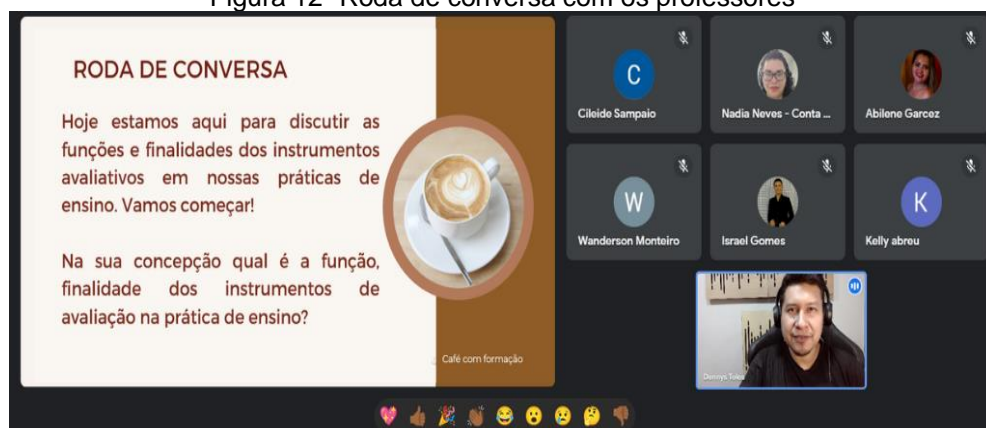 Figura 12- Roda de conversa com os professores
RODA DE CONVERSA
Hoje estamos aqui para discutir as
funções e finalidades dos instrumentos
avaliativos em nossas práticas de
ensino. Vamos começar!
Na sua concepção qual é a função,
finalidade dos instrumentos de
avaliação na prática de ensino?
Café com formação
C
Cileide Sampaio
Nadia Neves - Conta ...
Abilene Garcez
W
Wanderson Monteiro
Israel Gomes
K
Kelly abreu